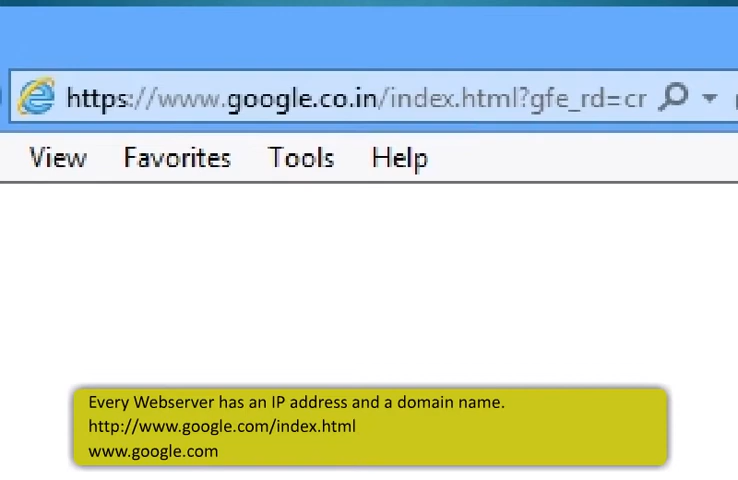 https://www.google.co.in/index.html?gfe_rd=cr
View Favorites Tools Help
Every Webserver has an IP address and a domain name.
http://www.google.com/index.html
www.google.com